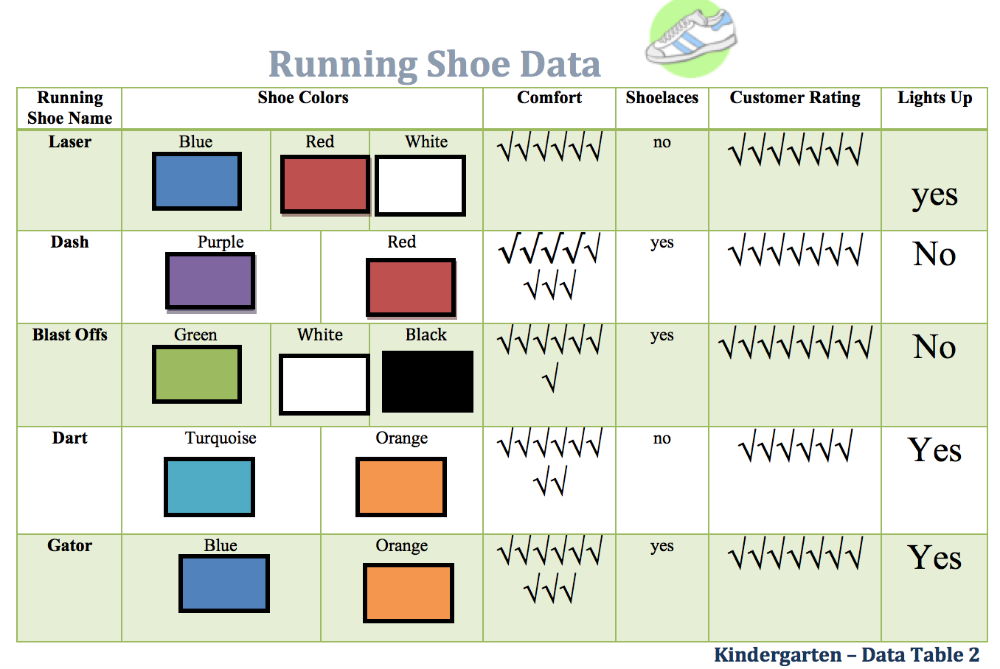 Running Shoe Data
Running Shoe Colors Comfort Shoelaces Customer Rating Lights Up
Shoe Name
Laser Blue Red White √√√√√√ no √√√√√√√
yes
Dash Purple Red √√√√√ yes √√√√√√√ No
√√√
Blast Offs Green White Black √√√√√√ yes √√√√√√√√ No
√
Dart Turquoise Orange √√√√√√ no √√√√√√ Yes
√√
Gator Blue Orange √√√√√√ yes √√√√√√√ Yes
√√√
Kindergarten – Data Table 2